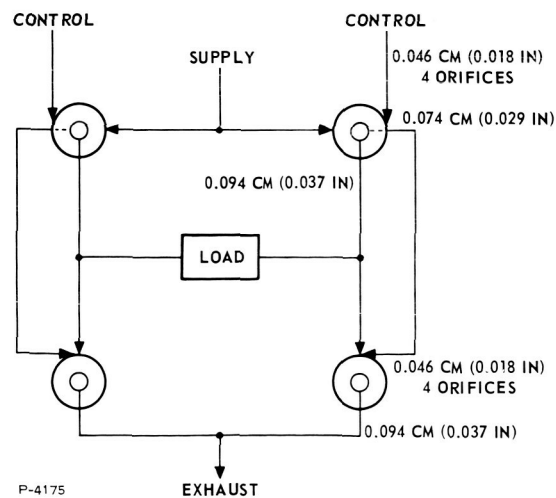 CONTROL
CONTROL
SUPPLY
0.046 CM (0.018 IN)
4 ORIFICES
0.074 CM (0.029 IN)
0.094 CM (0.037 IN)
LOAD
0.046 CM (0.018 IN)
4 ORIFICES
0.094 CM (0.037 IN)
P-4175
EXHAUST